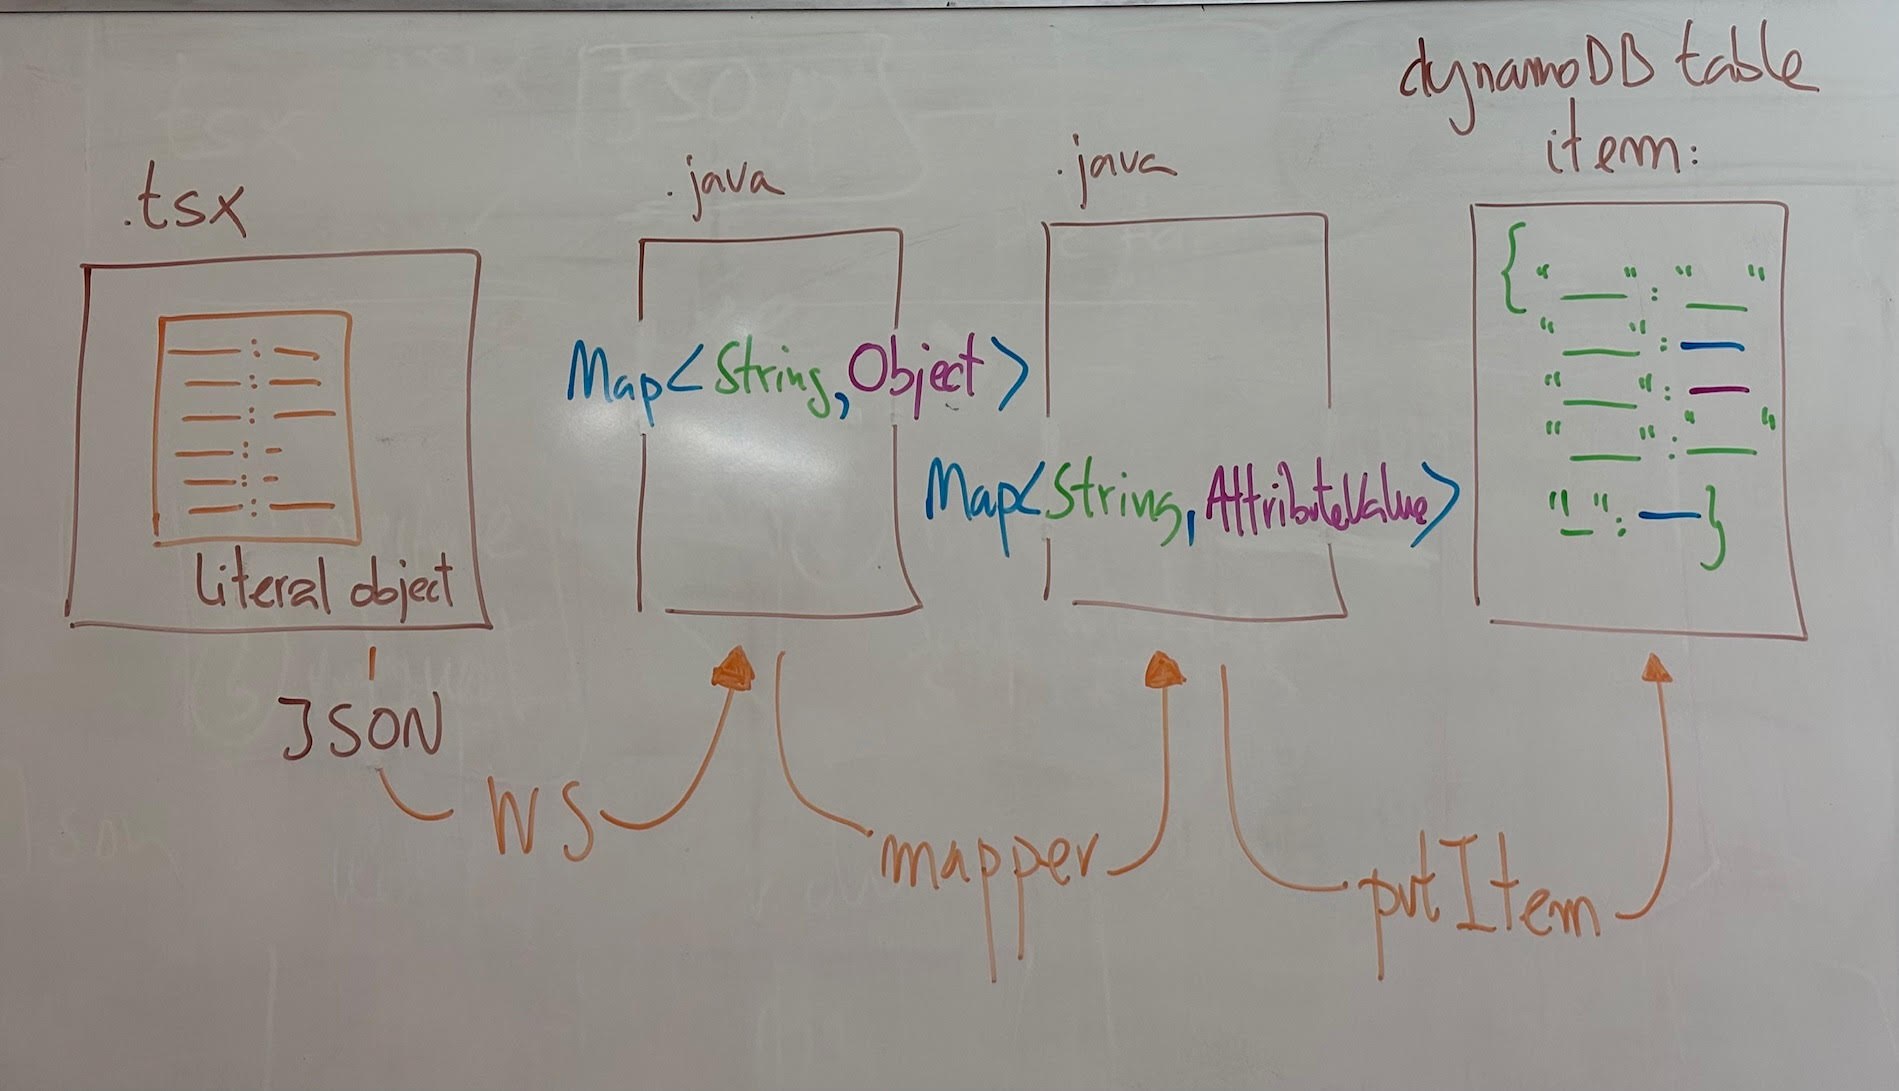 dynamoDB table
item:
.tsx
.java
.java
Map<String, Object>
Map<String, AttributeValue>
Literal object
JSON
WS
mapper
putItem